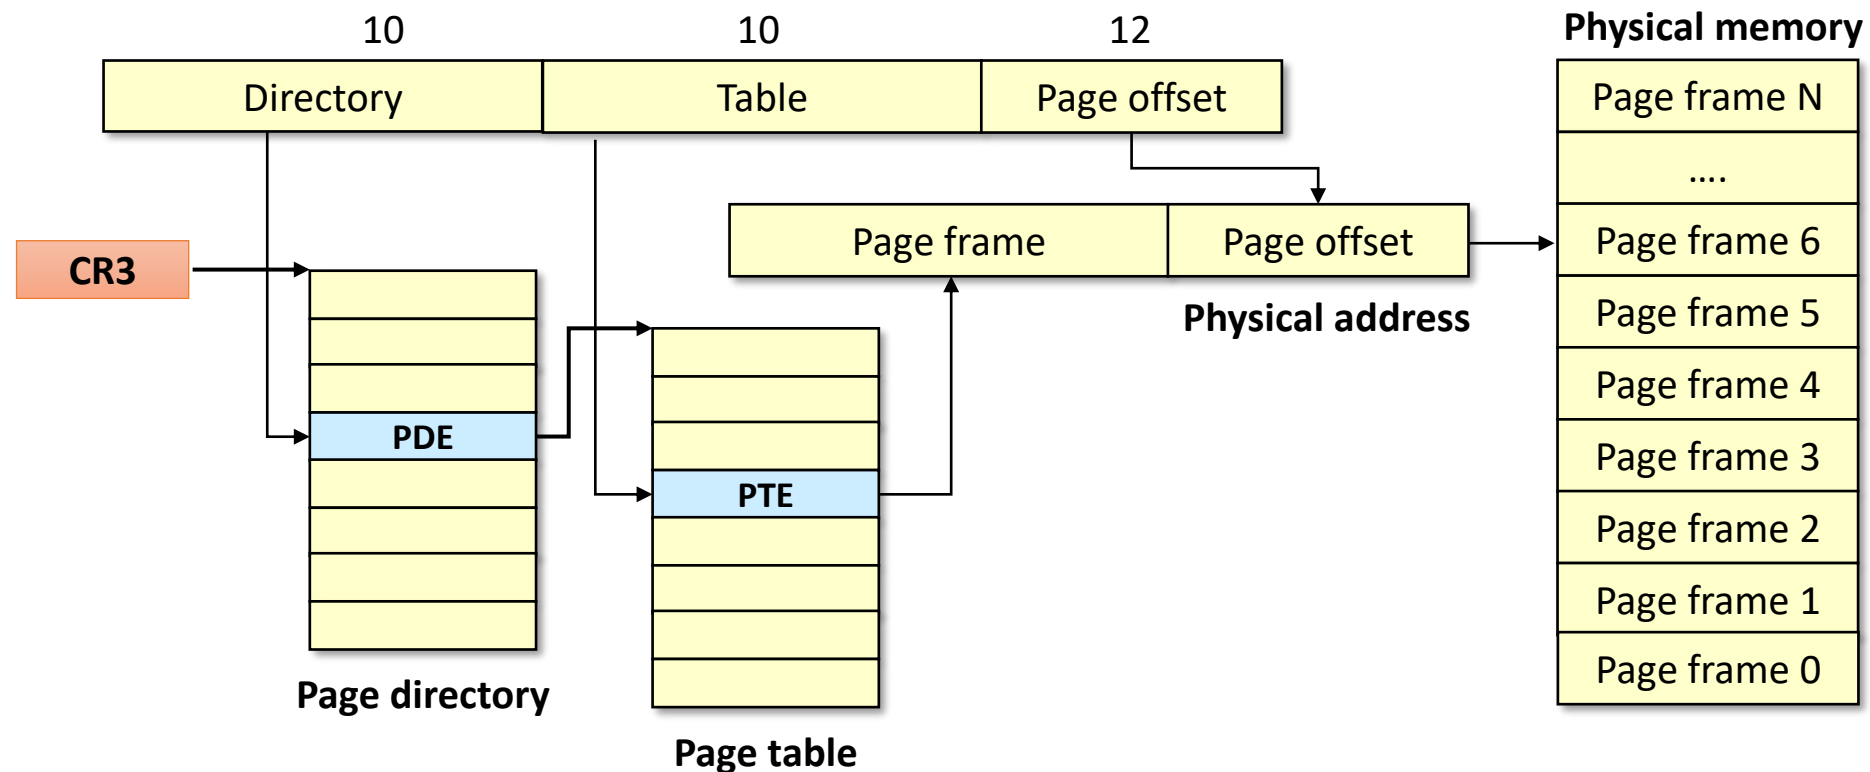 10
10
12
Physical memory
Directory
Table
Page offset
Page frame N
....
Page frame
Page offset
Page frame 6
CR3
Physical address
Page frame 5
Page frame 4
PDE
Page frame 3
PTE
Page frame 2
Page frame 1
Page frame 0
Page directory
Page table